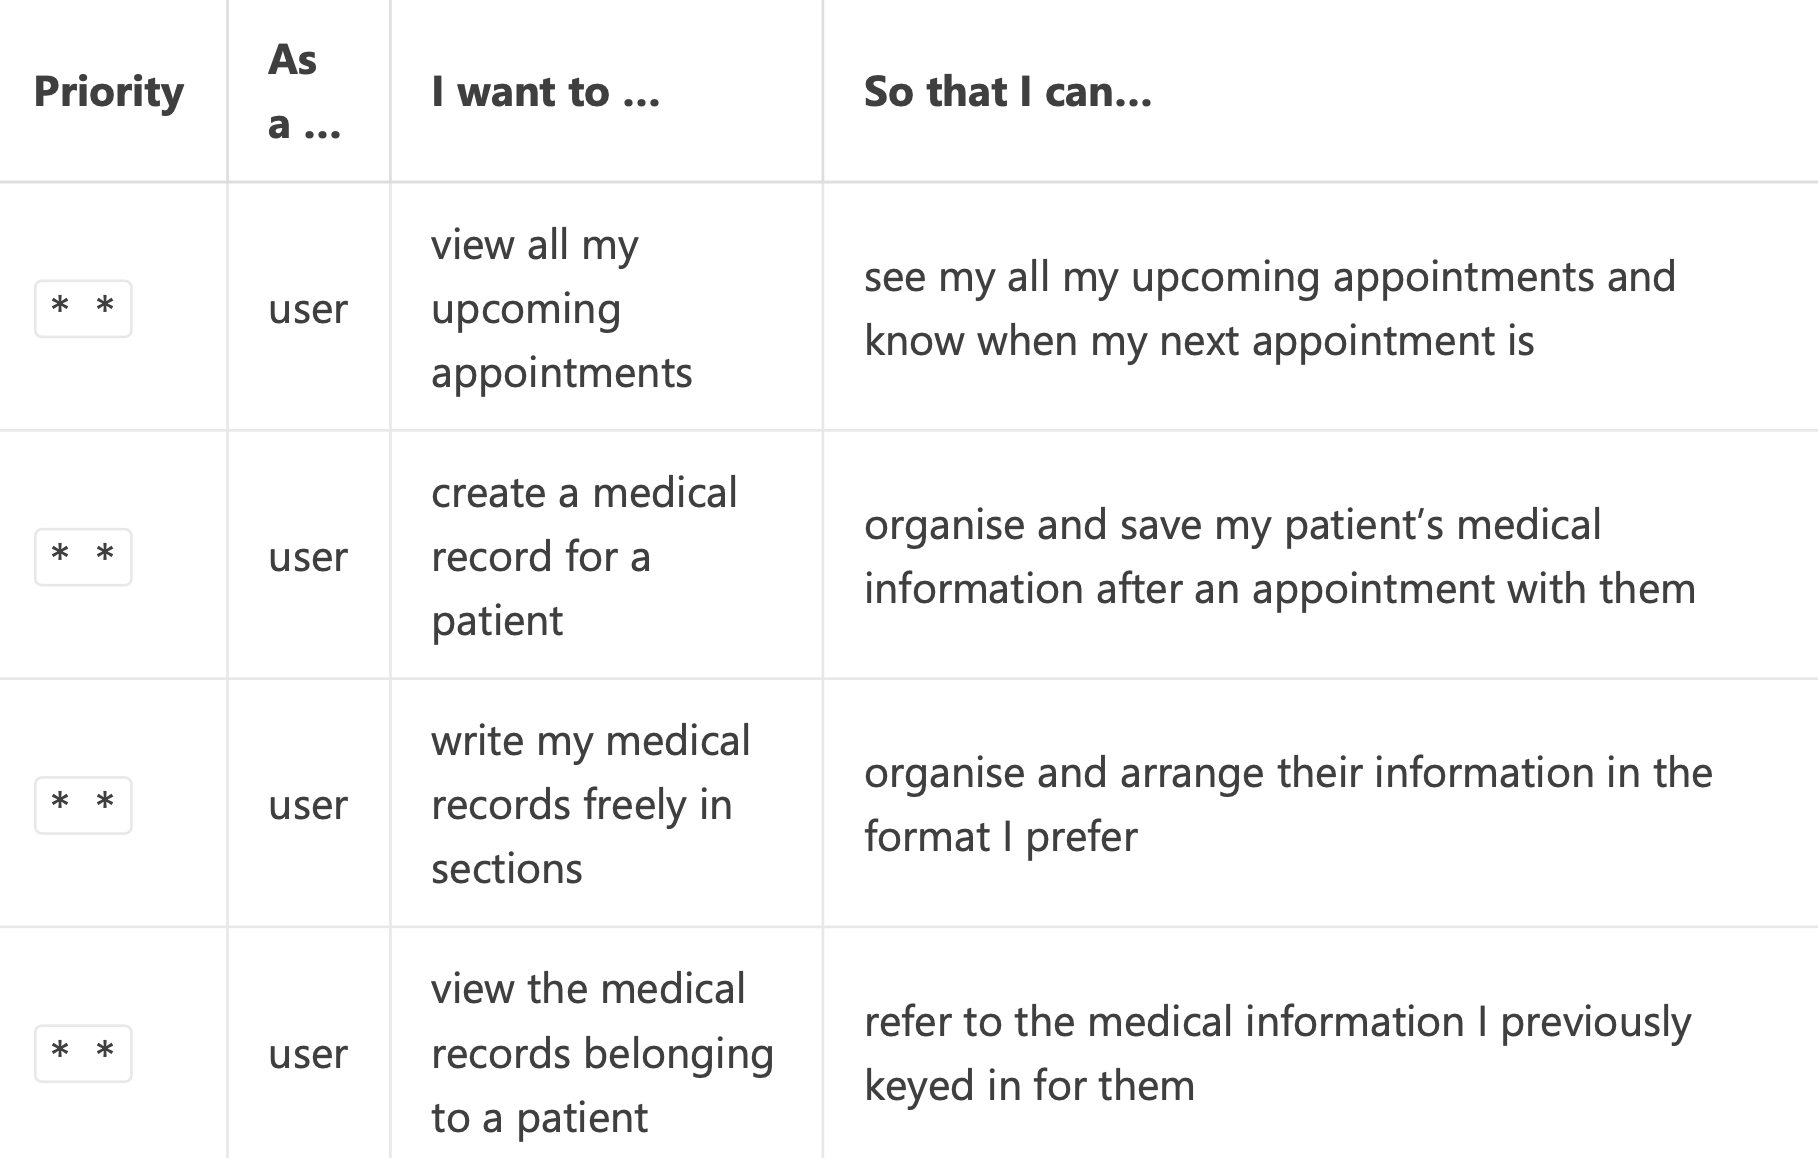 Priority
As
a ...
I want to ...
So that I can...
* *
user
view all my
upcoming
appointments
see my all my upcoming appointments and
know when my next appointment is
* *
user
create a medical
record for a
patient
organise and save my patient’s medical
information after an appointment with them
* *
user
write my medical
records freely in
sections
organise and arrange their information in the
format I prefer
* *
user
view the medical
records belonging
to a patient
refer to the medical information I previously
keyed in for them